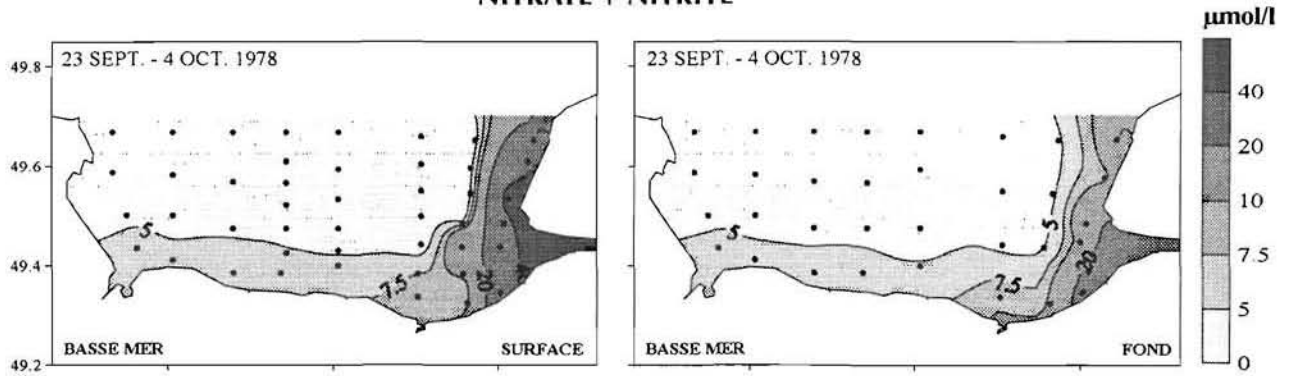 NITRATE + NITRITE
µmol/l
23 SEPT. - 4 OCT. 1978
23 SEPT. - 4 OCT. 1978
49.8
49.6
49.4
49.2
5
7.5
20
BASSE MER
SURFACE
5
5
7.5
20
BASSE MER
FOND
40
20
10
7.5
5
0